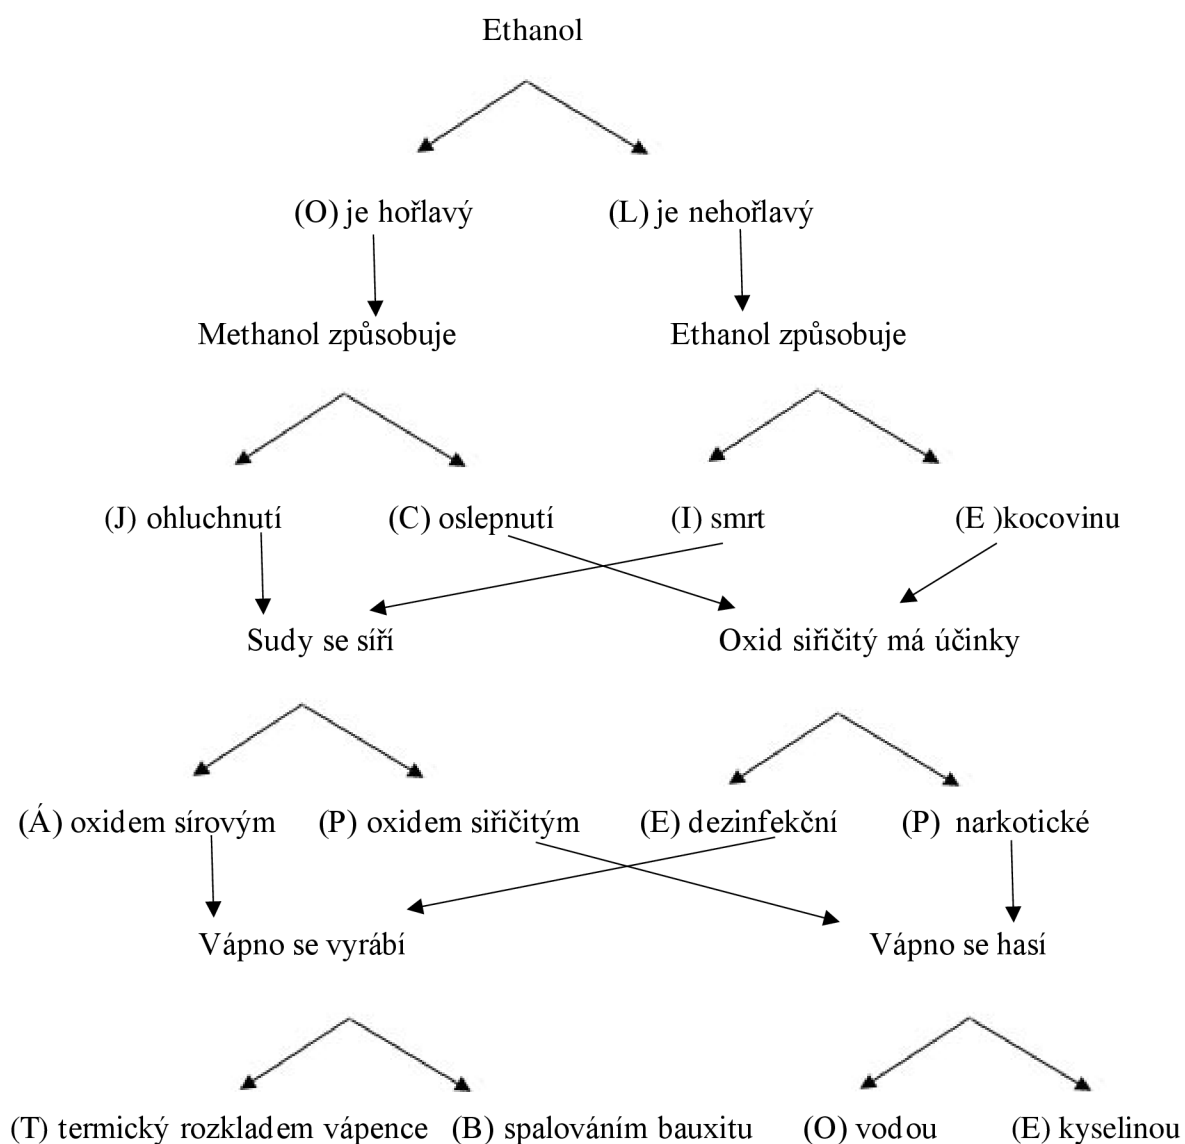 Ethanol
(O) je hořlavý (L) je nehořlavý
Methanol způsobuje Ethanol způsobuje
(J) ohluchnutí (C) oslepnutí (I) smrt (E )kocovinu
Sudy se síří Oxid siřičitý má účinky
(Á) oxidem sírovým (P) oxidem siřičitým (E) dezinfekční (P) narkotické
Vápno se vyrábí Vápno se hasí
(T) termický rozkladem vápence (B) spalováním bauxitu (O) vodou (E) kyselinou